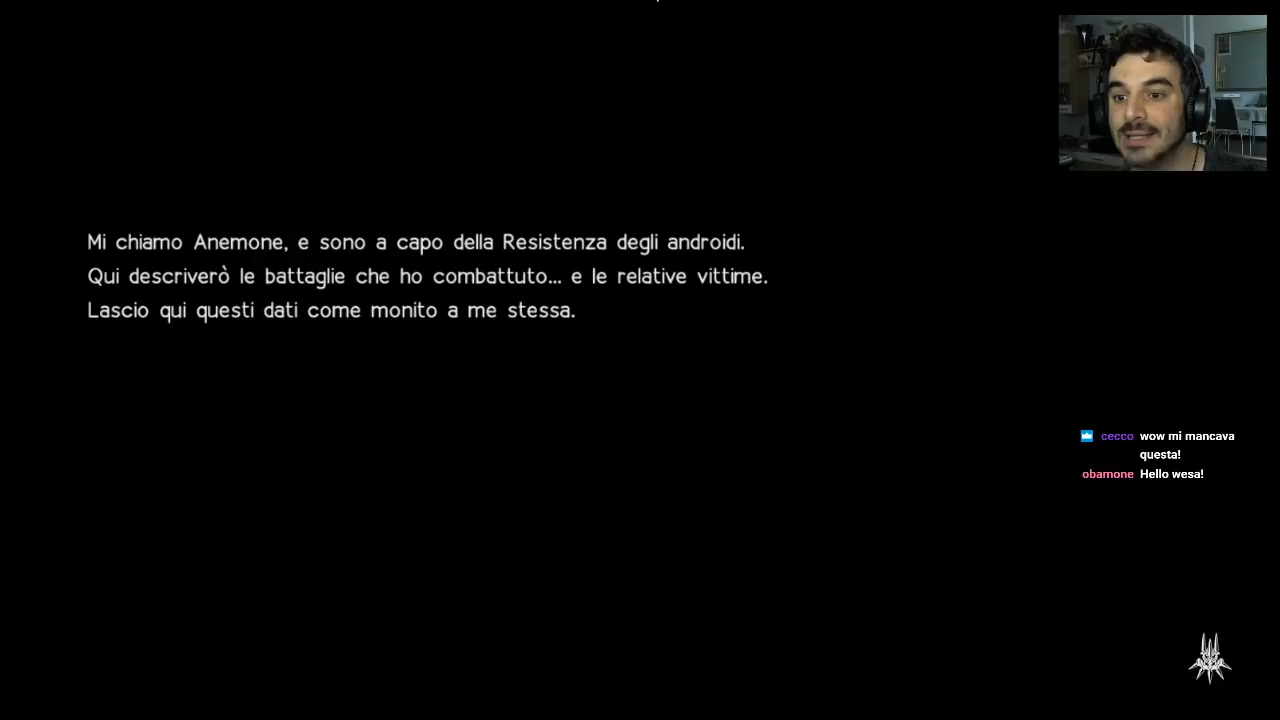 Mi chiamo Anemone, e sono a capo della Resistenza degli androidi.
Qui descriverò le battaglie che ho combattuto... e le relative vittime.
Lascio qui questi dati come monito a me stessa.
cecco wow mi mancava
questa!
obamone Hello wesa!